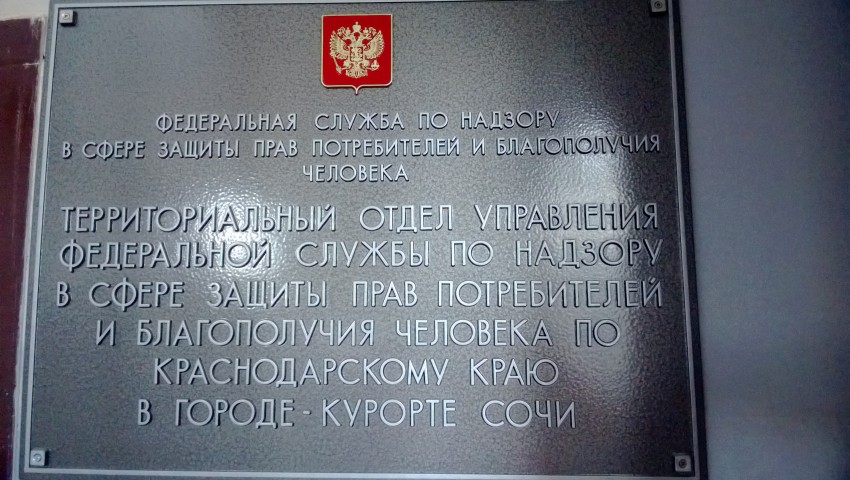 ФЕДЕРАЛЬНАЯ СЛУЖБА ПО НАДЗОРУ
В СФЕРЕ ЗАЩИТЫ ПРАВ ПОТРЕБИТЕЛЕЙ И БЛАГОПОЛУЧИЯ
ЧЕЛОВЕКА
ТЕРРИТОРИАЛЬНЫЙ ОТДЕЛ УПРАВЛЕНИЯ
ФЕДЕРАЛЬНОЙ СЛУЖБЫ ПО НАДЗОРУ
В СФЕРЕ ЗАЩИТЫ ПРАВ ПОТРЕБИТЕЛЕЙ
И БЛАГОПОЛУЧИЯ ЧЕЛОВЕКА ПО
КРАСНОДАРСКОМУ КРАЮ
В ГОРОДЕ - КУРОРТЕ СОЧИ